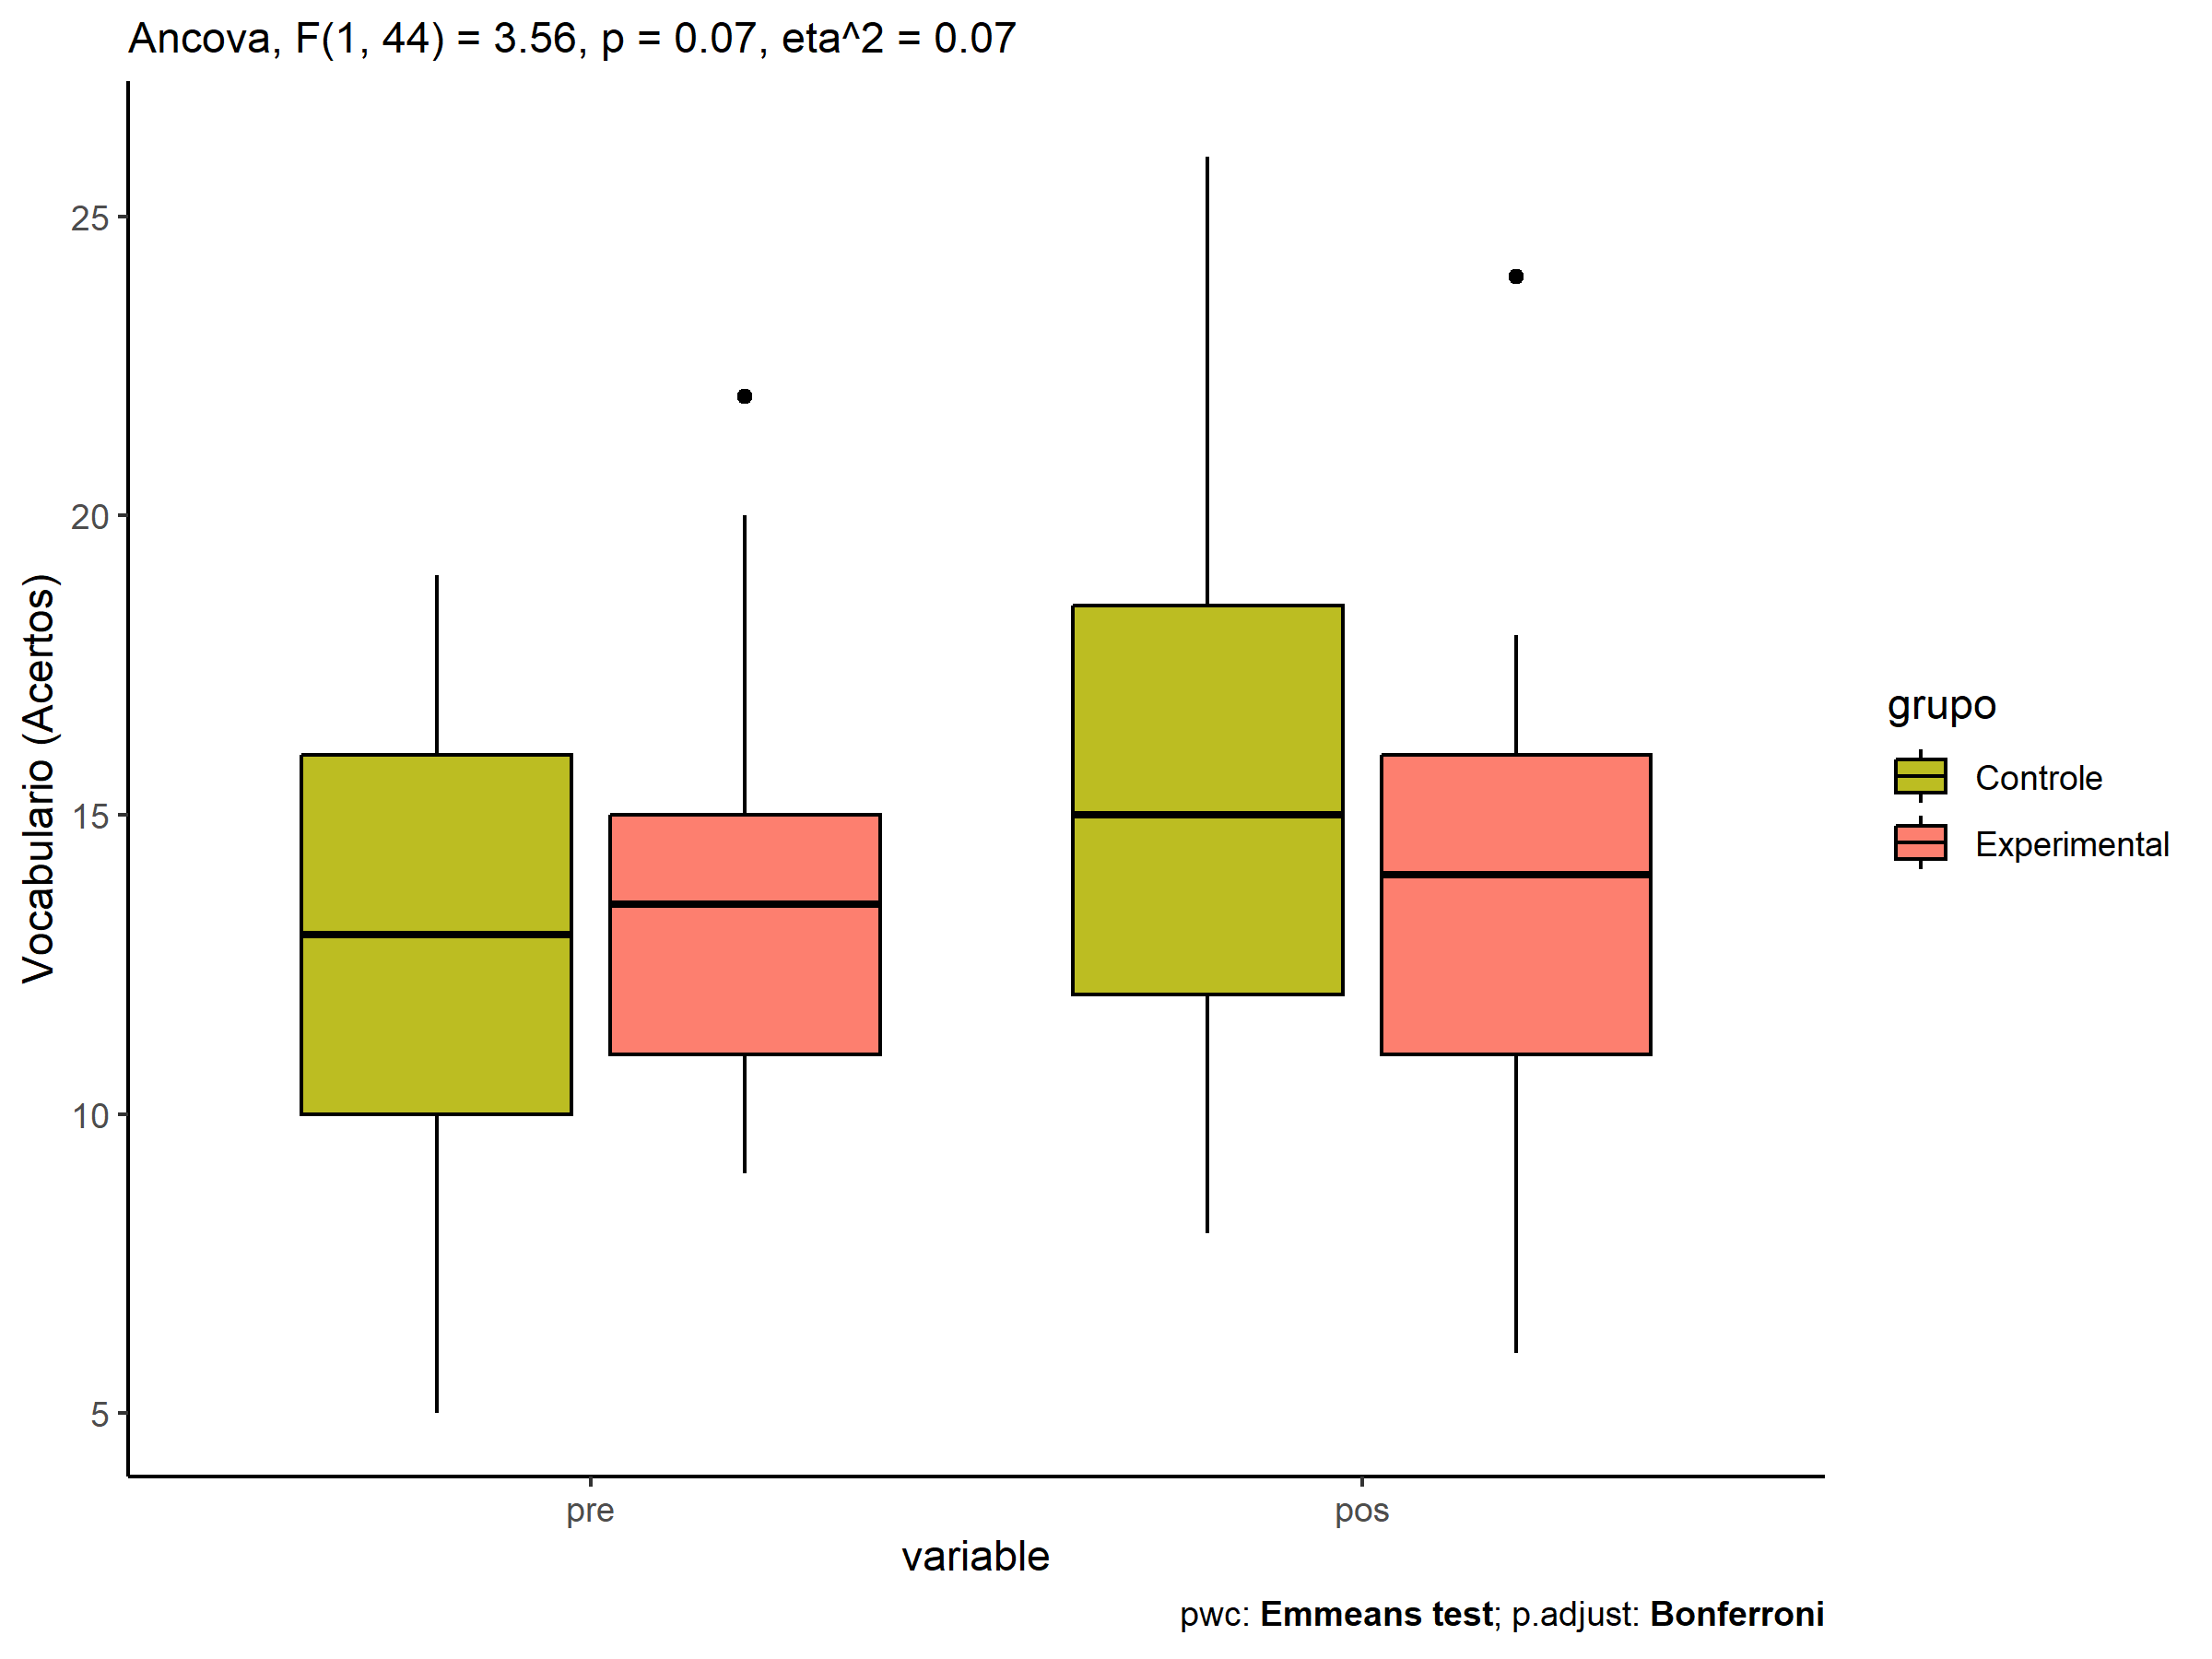 Ancova, F(1, 44) = 3.56, p = 0.07, eta^2 = 0.07
Vocabulario (Acertos)
25
20
15
10
5
pre
pos
variable
grupo
Controle
Experimental
pwc: Emmeans test; p.adjust: Bonferroni